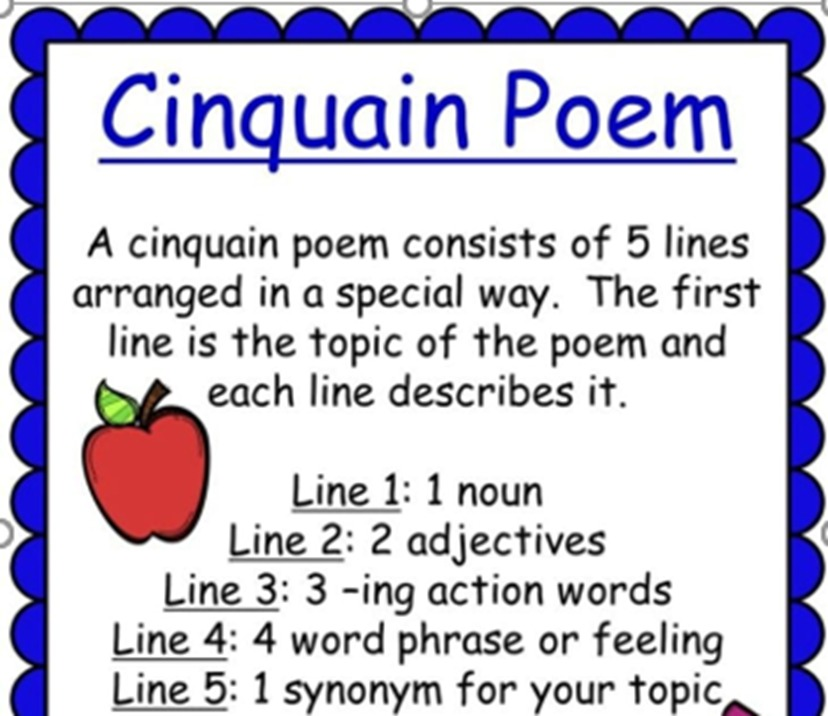 Cinquain Poem
A cinquain poem consists of 5 lines
arranged in a special way.  The first
line is the topic of the poem and
each line describes it.
Line 1: 1 noun
Line 2: 2 adjectives
Line 3: 3 -ing action words
Line 4: 4 word phrase or feeling
Line 5: 1 synonym for your topic